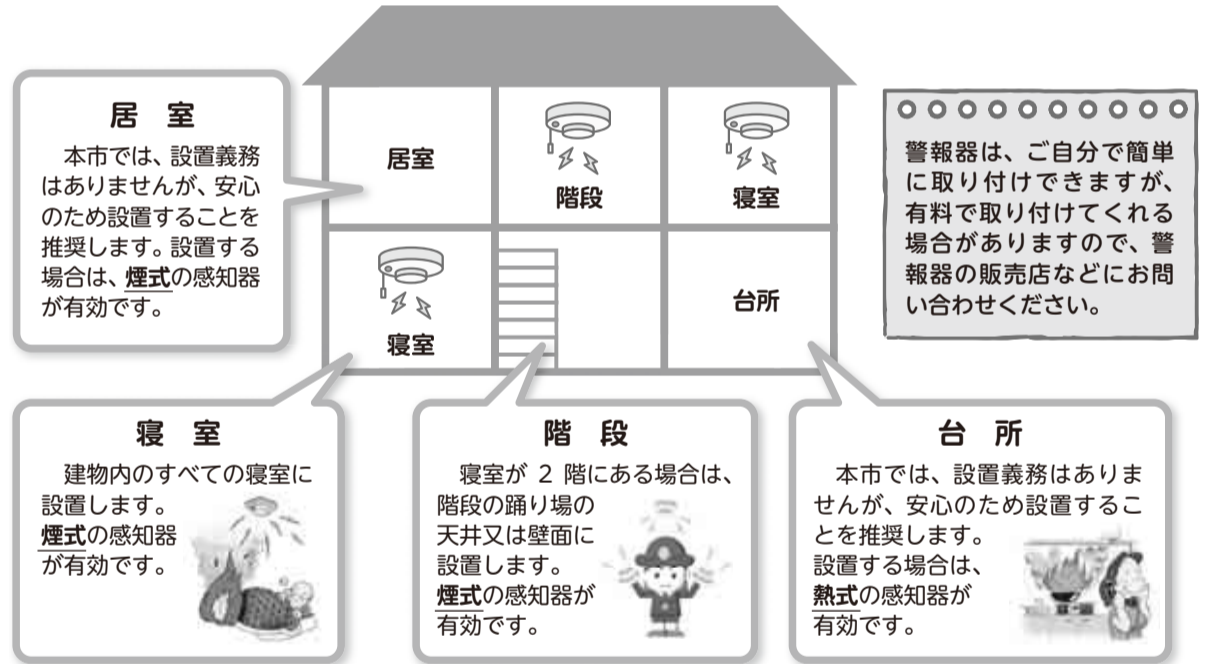 居室
本市では、設置義務
はありませんが、安心
のため設置することを
推奨します。設置する
場合は、煙式の感知器
が有効です。
居室
階段
寝室
寝室
台所
警報器は、ご自分で簡単
に取り付けできますが、
有料で取り付けてくれる
場合がありますので、警
報器の販売店などにお問
い合わせください。
寝室
建物内のすべての寝室に
設置します。
煙式の感知器
が有効です。
階段
寝室が 2 階にある場合は、
階段の踊り場の
天井又は壁面に
設置します。
煙式の感知器が
有効です。
台所
本市では、設置義務はありま
せんが、安心のため設置するこ
とを推奨します。
設置する場合は、
熱式の感知器が
有効です。